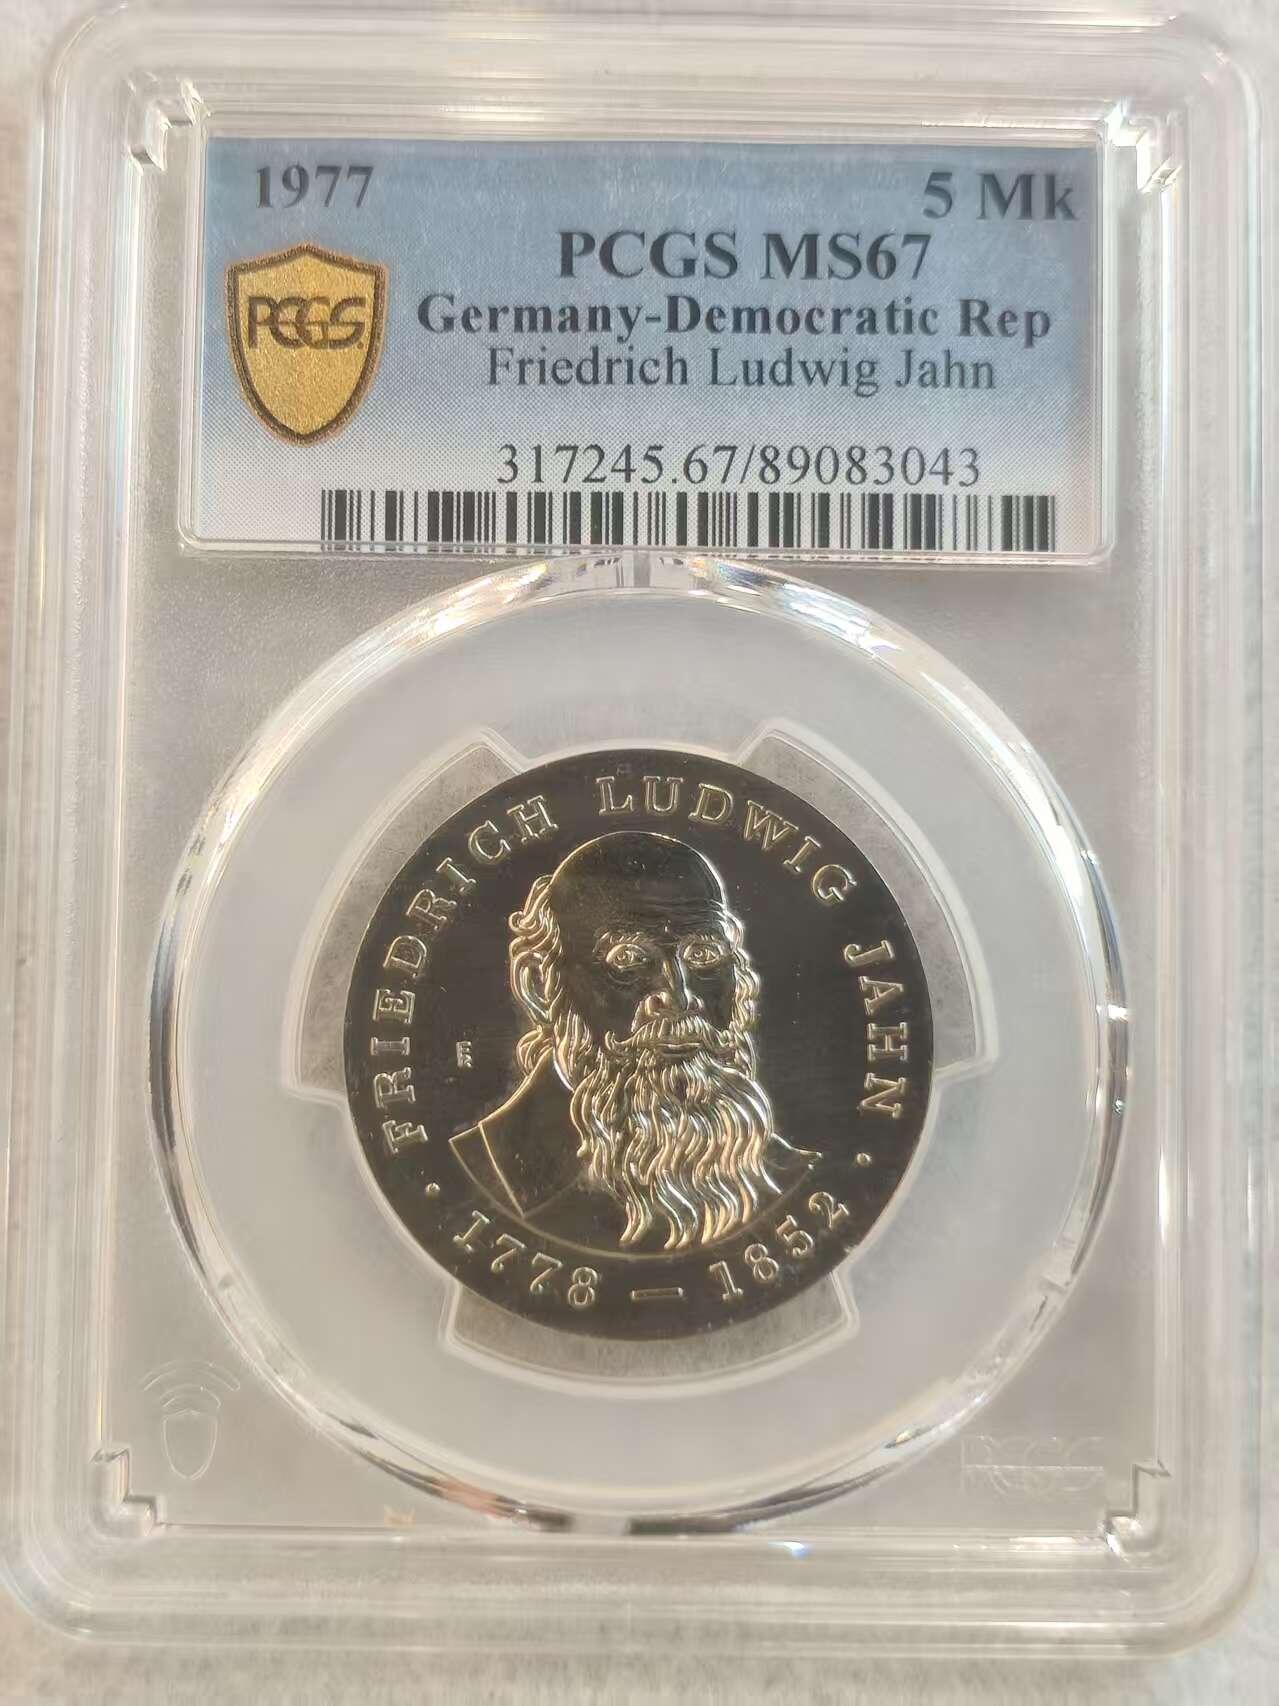 1977
5 Mk
PCGS MS67
PCGS
Germany-Democratic Rep
Friedrich Ludwig Jahn
317245.67/89083043
FRIEDRICH LUDWIG JAHN
· 1778 — 1852 ·
PCGS